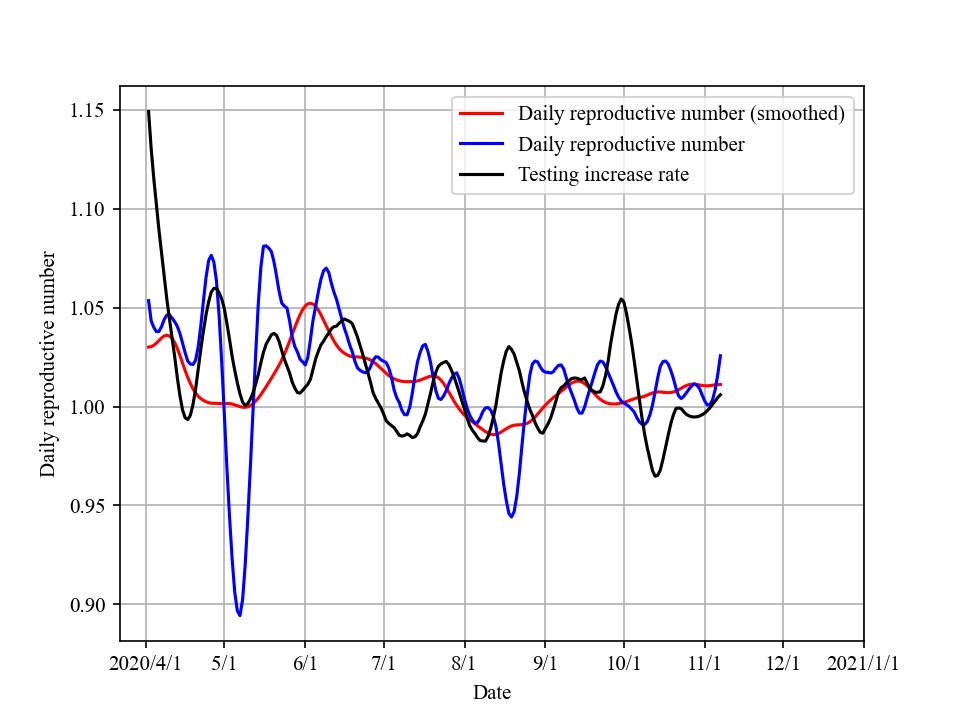 Daily reproductive number (smoothed)
Daily reproductive number
Testing increase rate
Daily reproductive number
1.15
1.10
1.05
1.00
0.95
0.90
2020/4/1 5/1 6/1 7/1 8/1 9/1 10/1 11/1 12/1 2021/1/1
Date